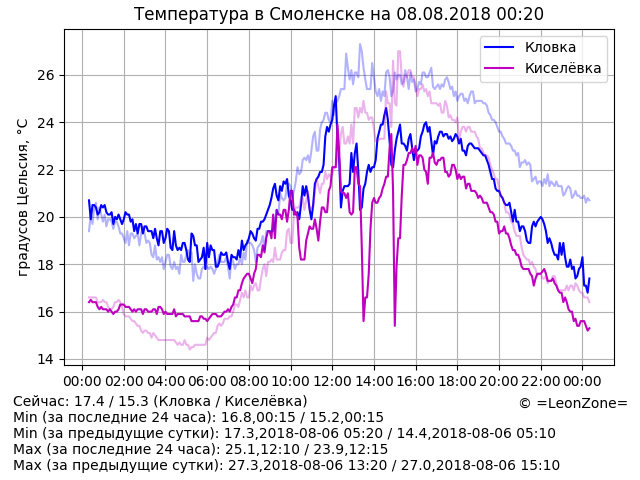 Температура в Смоленске на 08.08.2018 00:20
градусов Цельсия, °C
26
24
22
20
18
16
14
Кловка
Киселёвка
00:00 02:00 04:00 06:00 08:00 10:00 12:00 14:00 16:00 18:00 20:00 22:00 00:00
Сейчас: 17.4 / 15.3 (Кловка / Киселёвка)
© =LeonZone=
Min (за последние 24 часа): 16.8,00:15 / 15.2,00:15
Min (за предыдущие сутки): 17.3,2018-08-06 05:20 / 14.4,2018-08-06 05:10
Max (за последние 24 часа): 25.1,12:10 / 23.9,12:15
Max (за предыдущие сутки): 27.3,2018-08-06 13:20 / 27.0,2018-08-06 15:10